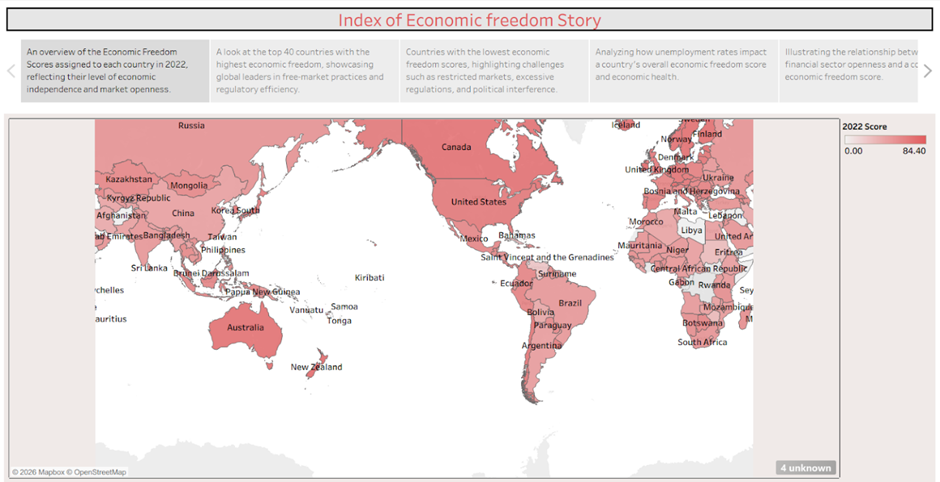 Index of Economic freedom Story
An overview of the Economic Freedom
Scores assigned to each country in 2022,
reflecting their level of economic
independence and market openness.
A look at the top 40 countries with the
highest economic freedom, showcasing
global leaders in free-market practices and
regulatory efficiency.
Countries with the lowest economic
freedom scores, highlighting challenges
such as restricted markets, excessive
regulations, and political interference.
Analyzing how unemployment rates impact
a country's overall economic freedom score
and economic health.
Illustrating the relationship betw
financial sector openness and a cc
economic freedom score.
2022 Score
0.00 84.40
Russia
Canada
Iceland
Norway
Finland
Denmark
United Kingdom
Ukraine
Bosnia and Herzegovina
Kazakhstan
Mongolia
Kyrgyz Republic
United States
China
Korea South
Afghanistan
Malta
Lebanon
Morocco
Libya
ab Emirates
Bangladesh
Taiwan
Mexico
Bahamas
United Ar
Mauritania
Niger
Philippines
Eritrea
Saint Vincent and the Grenadines
Sri Lanka
Brunei Darussalam
Kiribati
Suriname
Central African Republic
Ecuador
Gabon
Rwanda
Sey
ychelles
Papua New Guinea
Brazil
Vanuatu
Samoa
Bolivia
Mozambiqu
Tonga
auritius
M
Australia
Paraguay
Botswana
Argentina
South Africa
New Zealand
© 2026 Mapbox © OpenStreetMap
4 unknown